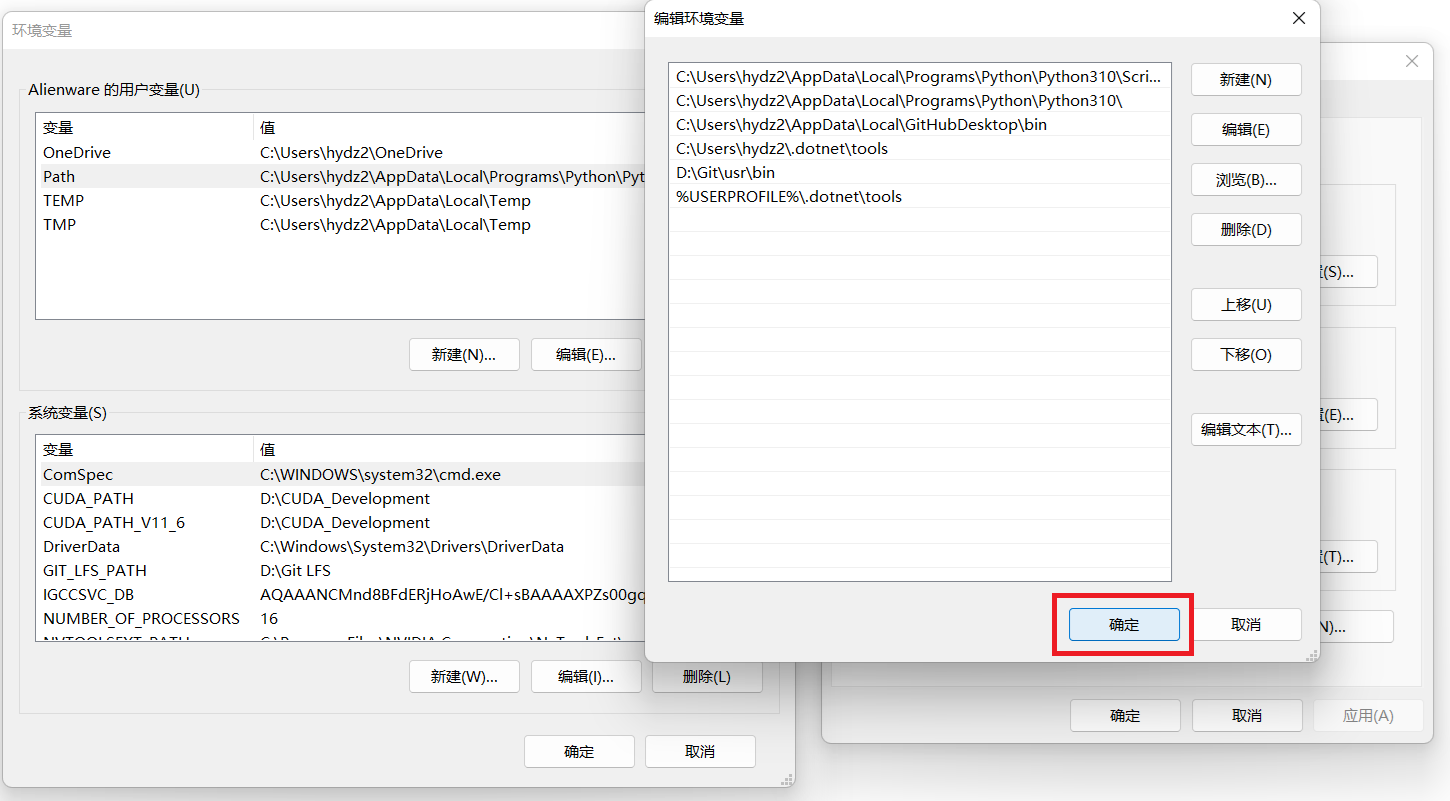 环境变量
Alienware 的用户变量(U)
变量 值
OneDrive C:\Users\hydz2\OneDrive
Path C:\Users\hydz2\AppData\Local\Programs\Python\Pyt
TEMP C:\Users\hydz2\AppData\Local\Temp
TMP C:\Users\hydz2\AppData\Local\Temp
新建(N)... 编辑(E)...
系统变量(S)
变量 值
ComSpec C:\WINDOWS\system32\cmd.exe
CUDA_PATH D:\CUDA_Development
CUDA_PATH_V11_6 D:\CUDA_Development
DriverData C:\Windows\System32\Drivers\DriverData
GIT_LFS_PATH D:\Git LFS
IGCCSVC_DB AQAAANCMnd8BFdERjHoAwE/Cl+sBAAAAXPZs00gq
NUMBER_OF_PROCESSORS 16
新建(W)... 编辑(I)... 删除(L)
确定 取消
编辑环境变量
C:\Users\hydz2\AppData\Local\Programs\Python\Python310\Scri...
C:\Users\hydz2\AppData\Local\Programs\Python\Python310\
C:\Users\hydz2\AppData\Local\GitHubDesktop\bin
C:\Users\hydz2\.dotnet\tools
D:\Git\usr\bin
%USERPROFILE%\.dotnet\tools
新建(N)
编辑(E)
浏览(B)...
删除(D)
上移(U)
下移(O)
编辑文本(T)...
确定 取消
(S)...
(E)...
(T)...
N)...
确定 取消 应用(A)